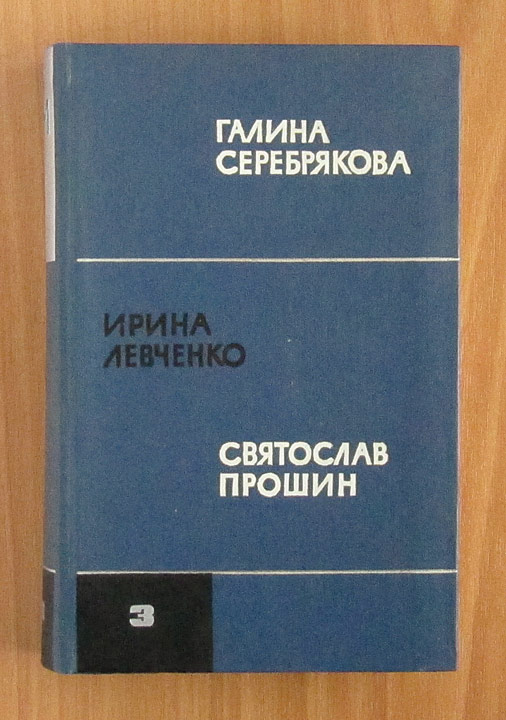 ГАЛИНА
СЕРЕБРЯКОВА
ИРИНА
ЛЕВЧЕНКО
СВЯТОСЛАВ
ПРОШИН
3